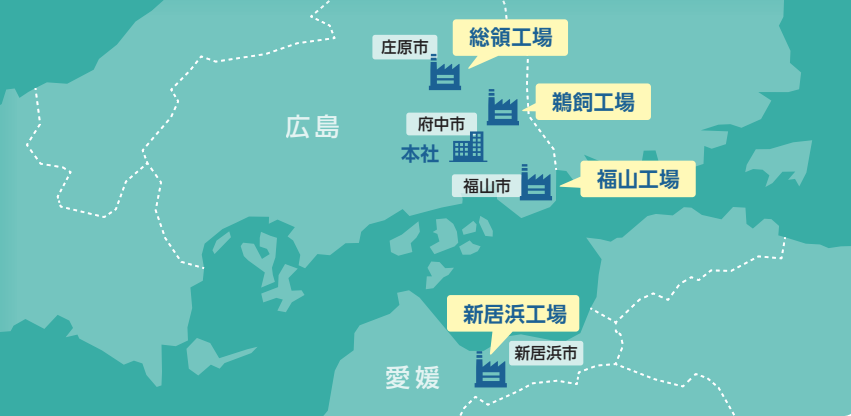 総領工場
庄原市
鵜飼工場
広島
府中市
本社
福山工場
福山市
新居浜工場
新居浜市
愛媛